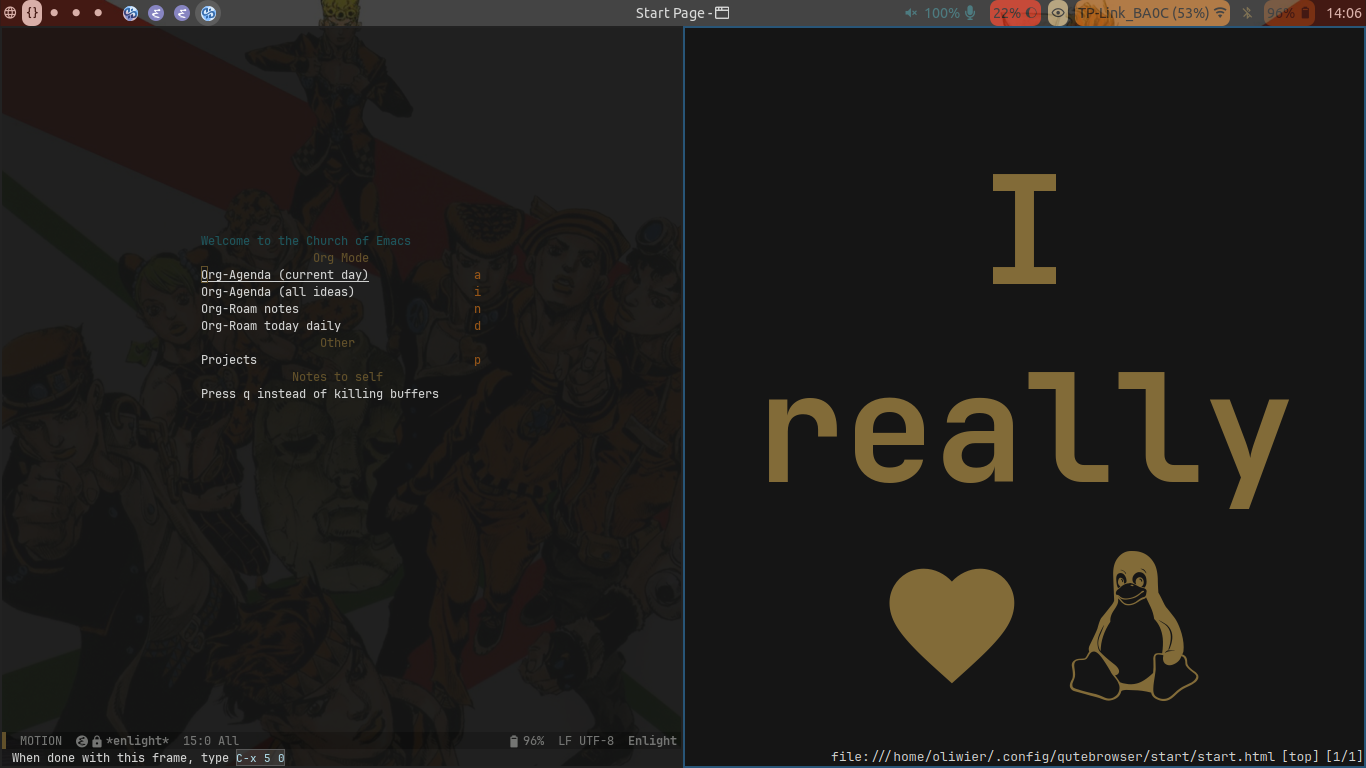 {} Start Page - 100% 22% TP-Link_BA0C (53%) 96% 14:06
Welcome to the Church of Emacs
Org Mode
Org-Agenda (current day) a
Org-Agenda (all ideas) i
Org-Roam notes n
Org-Roam today daily d
Other
Projects p
Notes to self
Press q instead of killing buffers
MOTION *enlight* 15:0 All 96% LF UTF-8 Enlight
When done with this frame, type C-x 5 0
I
really
file:///home/oliwier/.config/qutebrowser/start/start.html [top] [1/1]